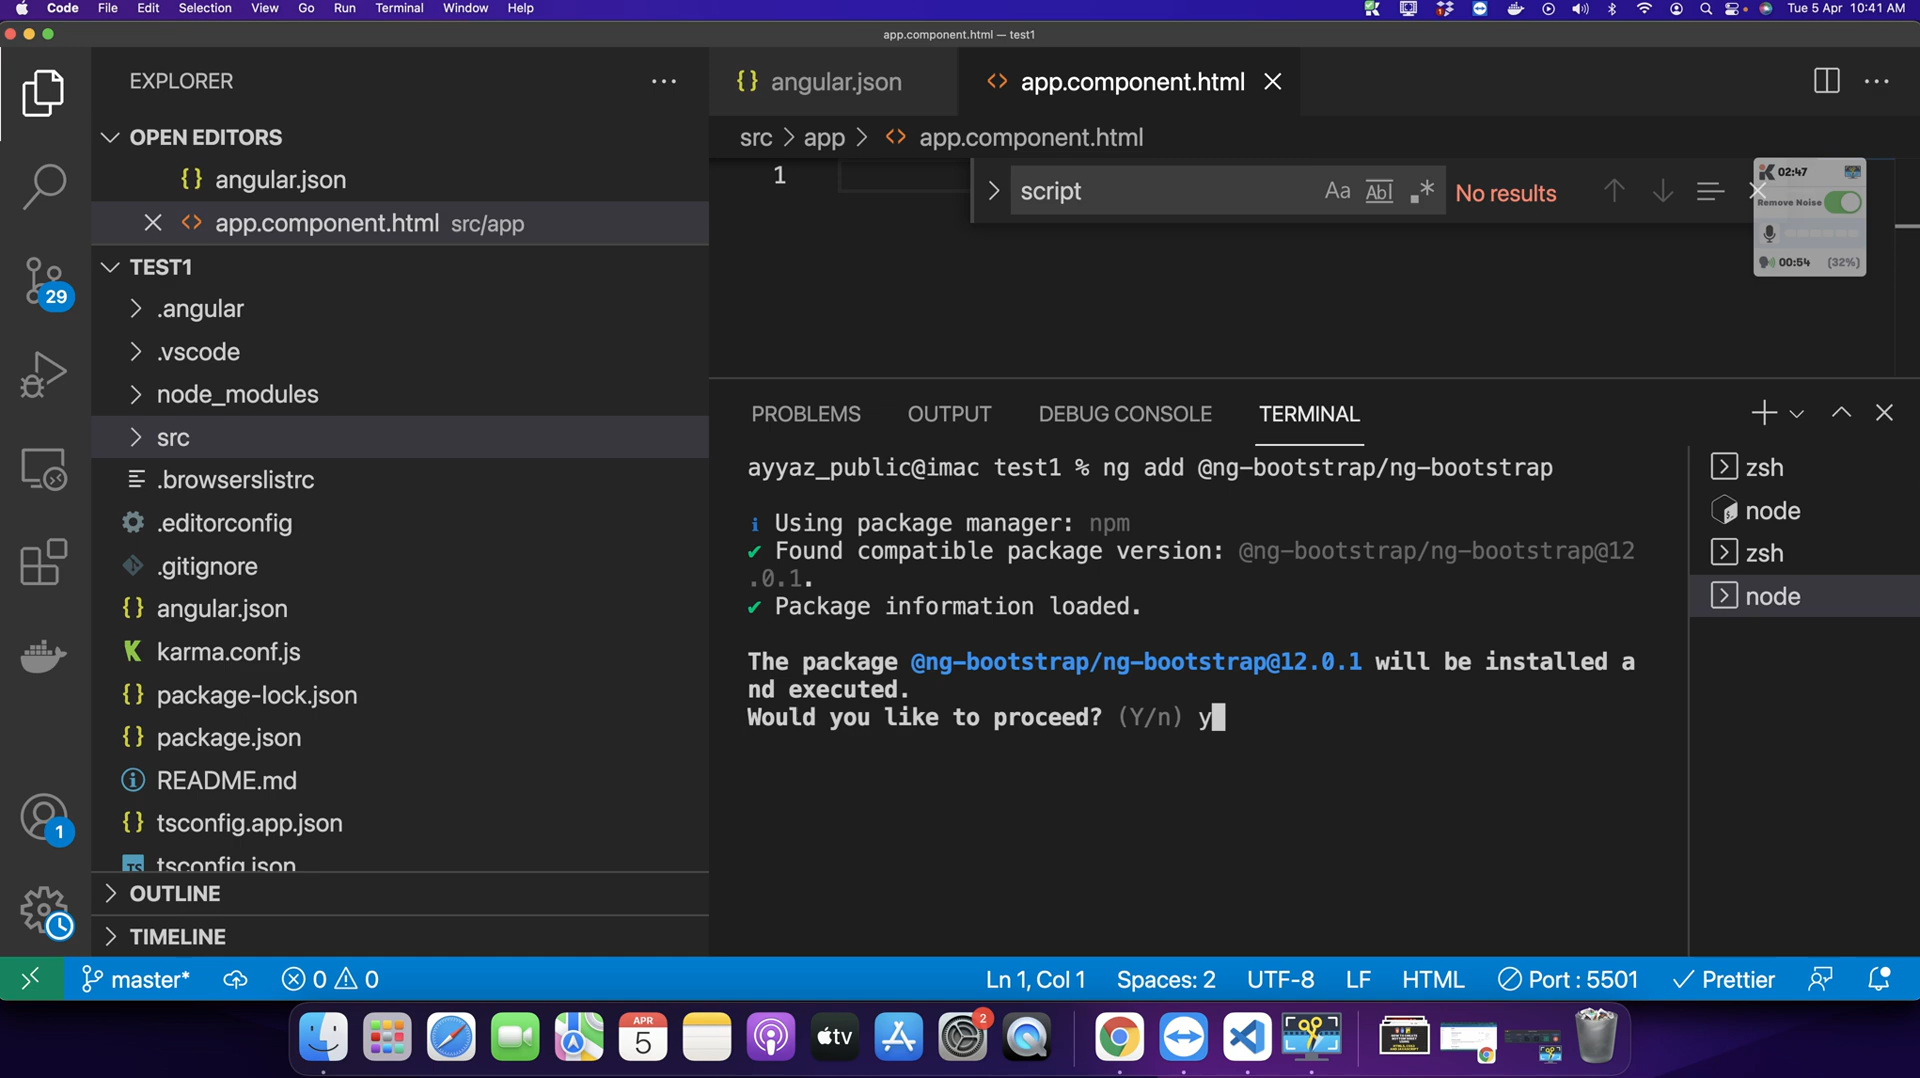 Code File Edit Selection View Go Run Terminal Window Help
Tue 5 Apr 10:41 AM
app.component.html — test1
EXPLORER
OPEN EDITORS
{} angular.json
<> app.component.html src/app
29
TEST1
.angular
.vscode
node_modules
src
.browserslistrc
.editorconfig
.gitignore
{} angular.json
karma.conf.js
{} package-lock.json
{} package.json
README.md
{} tsconfig.app.json
TS tsconfig.json
1
OUTLINE
TIMELINE
{} angular.json
<> app.component.html
src > app > <> app.component.html
1
script
Aa Abl .*
No results
02:47
Remove Noise
00:54 (32%)
PROBLEMS OUTPUT DEBUG CONSOLE TERMINAL
ayyaz_public@imac test1 % ng add @ng-bootstrap/ng-bootstrap
i Using package manager: npm
✔ Found compatible package version: @ng-bootstrap/ng-bootstrap@12
.0.1.
✔ Package information loaded.
The package @ng-bootstrap/ng-bootstrap@12.0.1 will be installed a
nd executed.
Would you like to proceed? (Y/n) y
zsh
node
zsh
node
master* 0 0
Ln 1, Col 1 Spaces: 2 UTF-8 LF HTML Port : 5501 Prettier
APR
5
tv
2